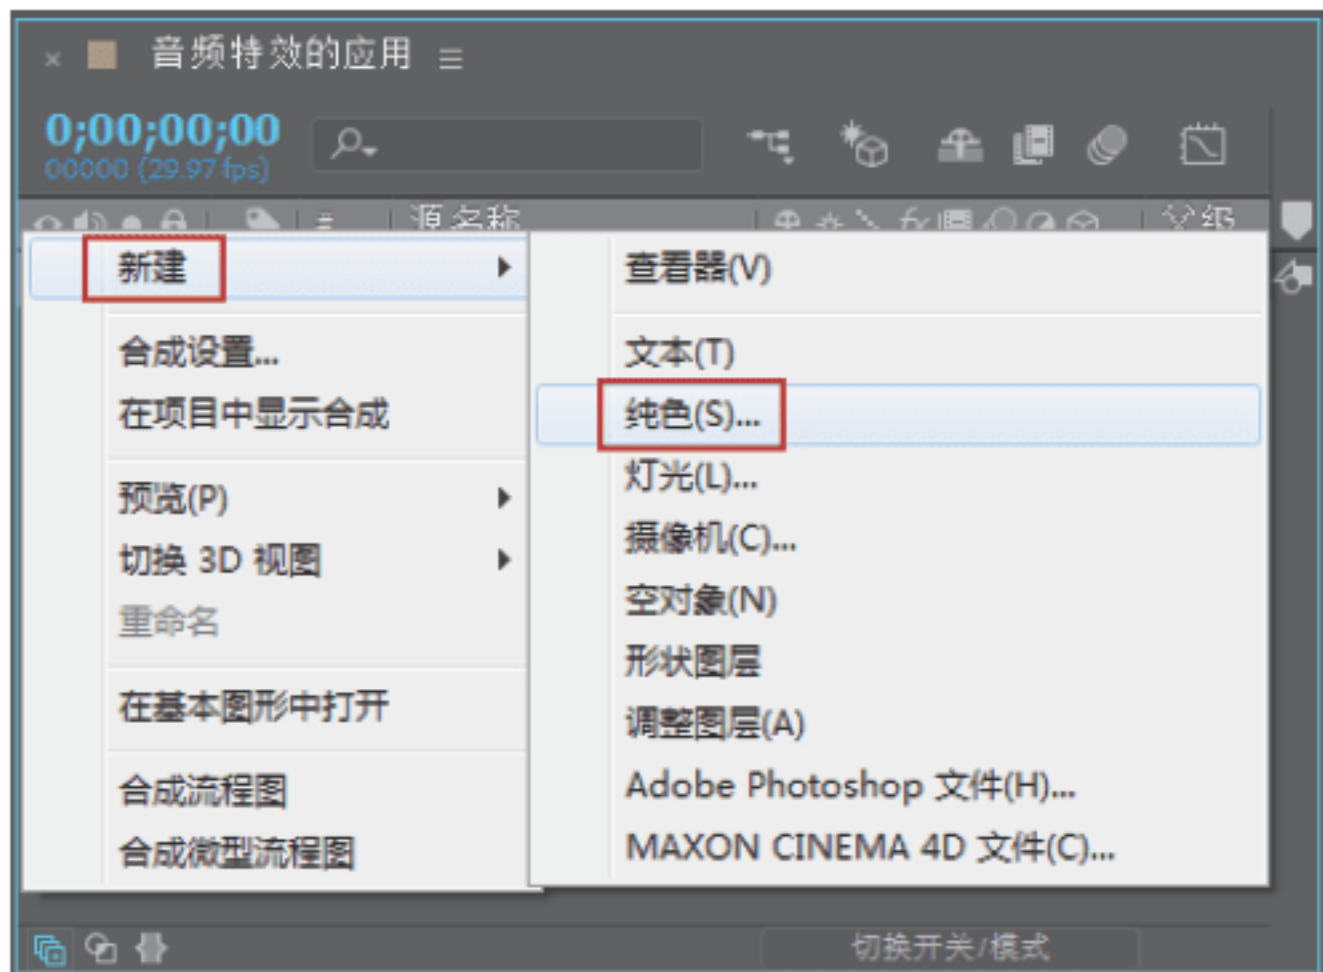 音频特效的应用
0;00;00;00
00000 (29.97 fps)
# 源名称 父级
新建
合成设置...
在项目中显示合成
预览(P)
切换 3D 视图
重命名
在基本图形中打开
合成流程图
合成微型流程图
查看器(V)
文本(T)
纯色(S)...
灯光(L)...
摄像机(C)...
空对象(N)
形状图层
调整图层(A)
Adobe Photoshop 文件(H)...
MAXON CINEMA 4D 文件(C)...
切换开关/模式